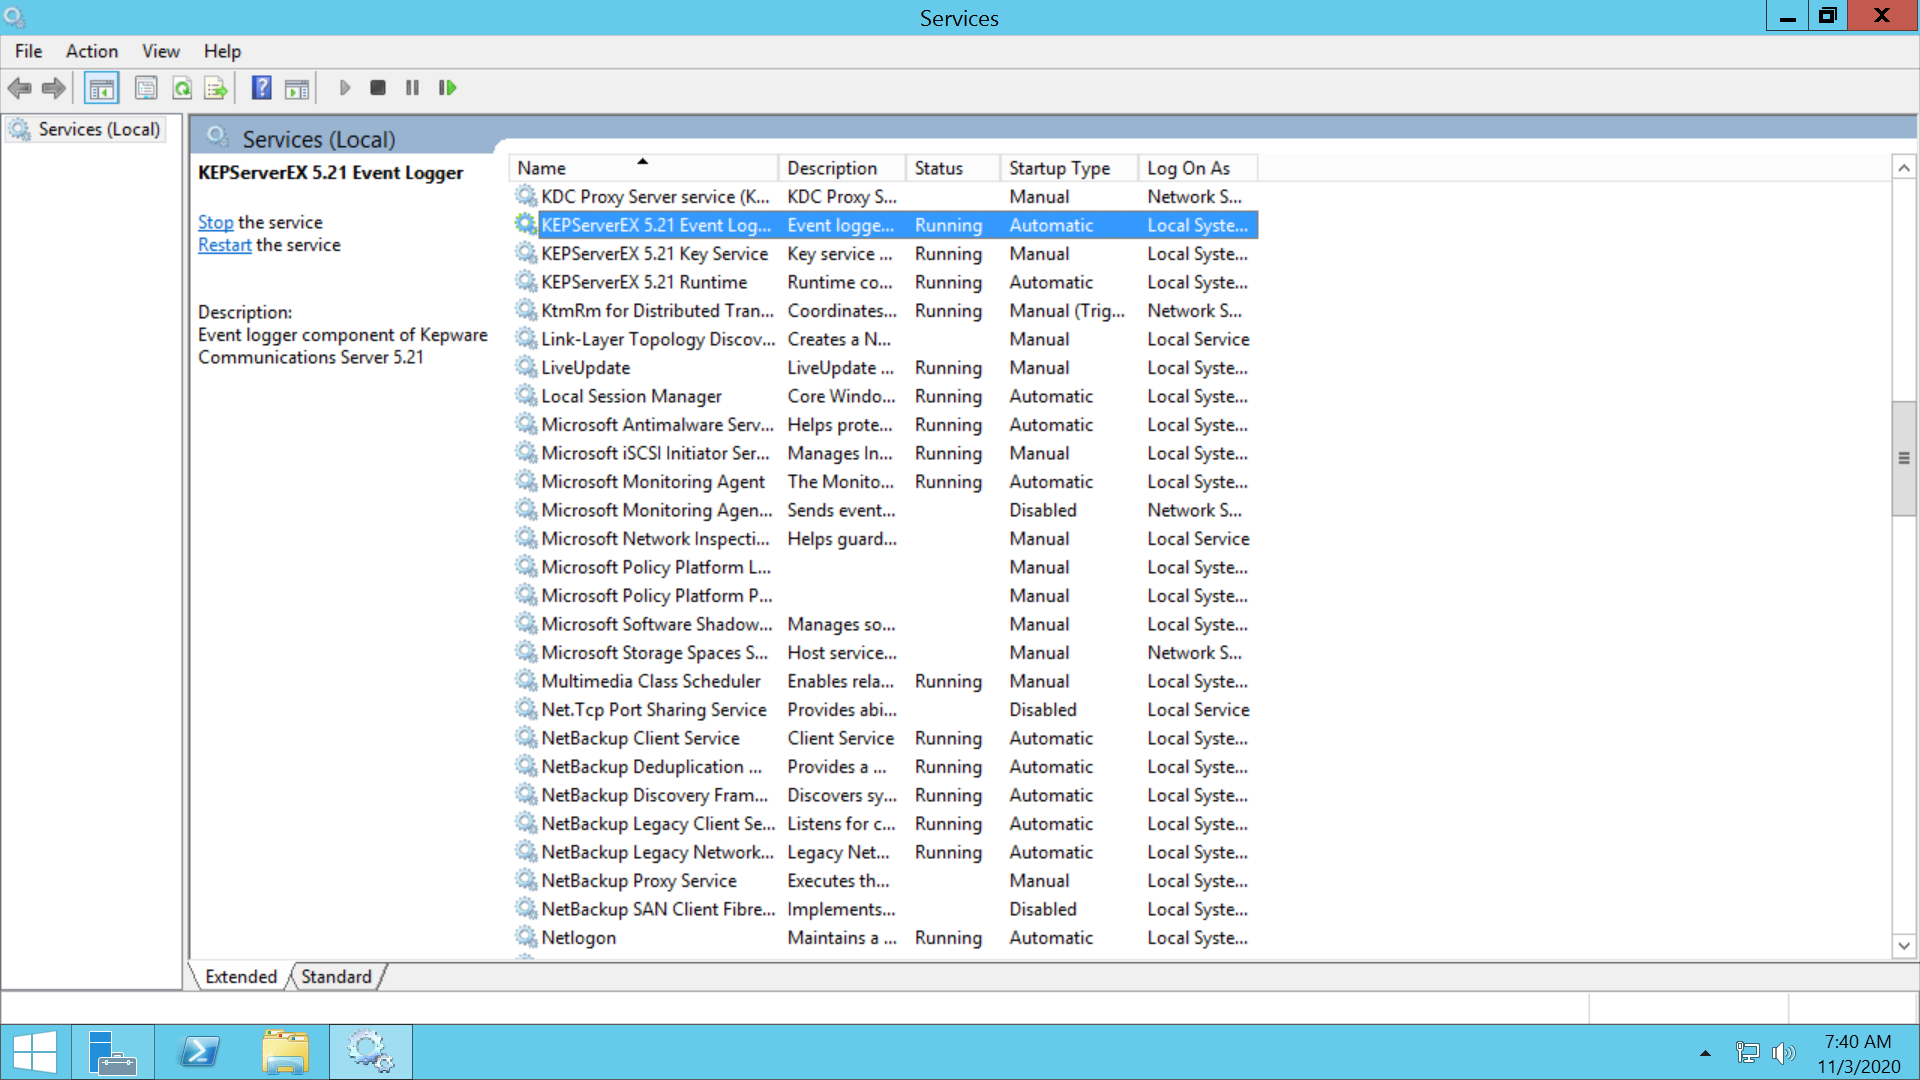 Services
File Action View Help
Services (Local)
Services (Local)
KEPServerEX 5.21 Event Logger
Stop the service
Restart the service
Description:
Event logger component of Kepware
Communications Server 5.21
Name Description Status Startup Type Log On As
KDC Proxy Server service (K... KDC Proxy S... Manual Network S...
KEPServerEX 5.21 Event Log... Event logge... Running Automatic Local Syste...
KEPServerEX 5.21 Key Service Key service ... Running Manual Local Syste...
KEPServerEX 5.21 Runtime Runtime co... Running Automatic Local Syste...
KtmRm for Distributed Tran... Coordinates... Running Manual (Trig... Network S...
Link-Layer Topology Discov... Creates a N... Manual Local Service
LiveUpdate LiveUpdate ... Running Manual Local Syste...
Local Session Manager Core Windo... Running Automatic Local Syste...
Microsoft Antimalware Serv... Helps prote... Running Automatic Local Syste...
Microsoft iSCSI Initiator Ser... Manages In... Running Manual Local Syste...
Microsoft Monitoring Agent The Monito... Running Automatic Local Syste...
Microsoft Monitoring Agen... Sends event... Disabled Network S...
Microsoft Network Inspecti... Helps guard... Manual Local Service
Microsoft Policy Platform L... Manual Local Syste...
Microsoft Policy Platform P... Manual Local Syste...
Microsoft Software Shadow... Manages so... Manual Local Syste...
Microsoft Storage Spaces S... Host service... Manual Network S...
Multimedia Class Scheduler Enables rela... Running Manual Local Syste...
Net.Tcp Port Sharing Service Provides abi... Disabled Local Service
NetBackup Client Service Client Service Running Automatic Local Syste...
NetBackup Deduplication ... Provides a ... Running Automatic Local Syste...
NetBackup Discovery Fram... Discovers sy... Running Automatic Local Syste...
NetBackup Legacy Client Se... Listens for c... Running Automatic Local Syste...
NetBackup Legacy Network... Legacy Net... Running Automatic Local Syste...
NetBackup Proxy Service Executes th... Manual Local Syste...
NetBackup SAN Client Fibre... Implements... Disabled Local Syste...
Netlogon Maintains a ... Running Automatic Local Syste...
Extended Standard
7:40 AM
11/3/2020